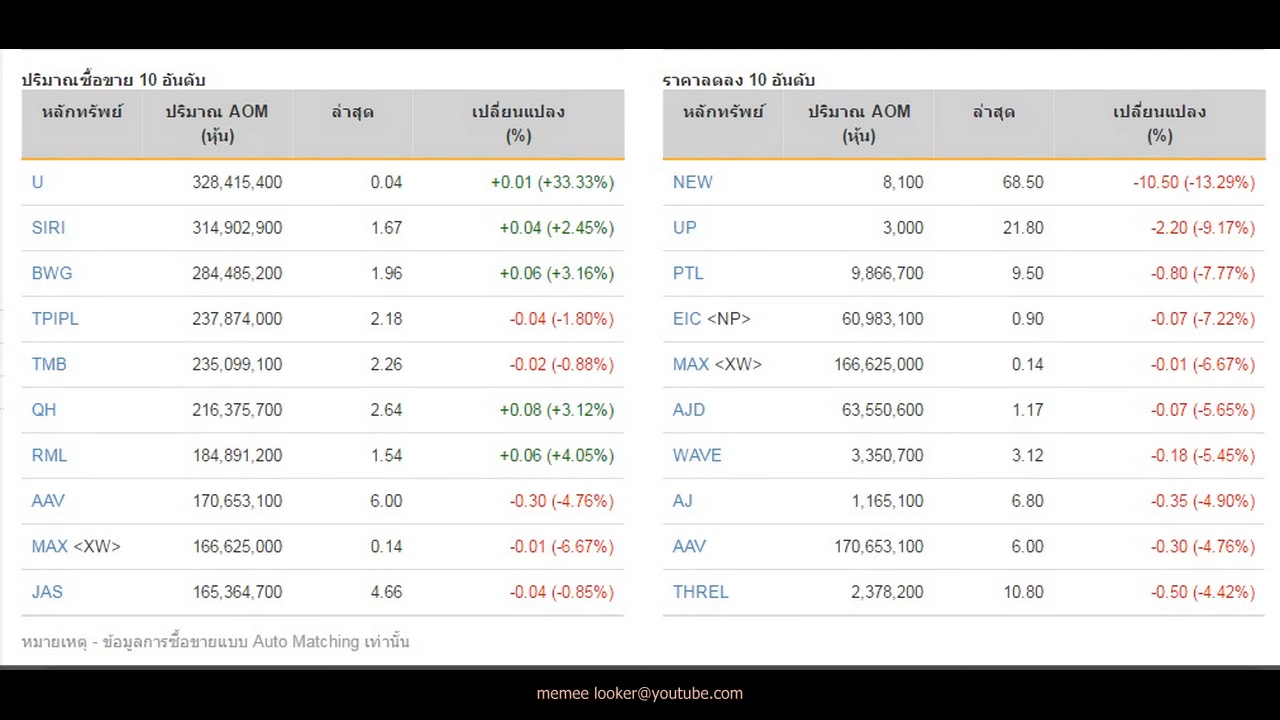 ปริมาณซื้อขาย 10 อันดับ
หลักทรัพย์ ปริมาณ AOM (หุ้น) ล่าสุด เปลี่ยนแปลง (%)
U 328,415,400 0.04 +0.01 (+33.33%)
SIRI 314,902,900 1.67 +0.04 (+2.45%)
BWG 284,485,200 1.96 +0.06 (+3.16%)
TPIPL 237,874,000 2.18 -0.04 (-1.80%)
TMB 235,099,100 2.26 -0.02 (-0.88%)
QH 216,375,700 2.64 +0.08 (+3.12%)
RML 184,891,200 1.54 +0.06 (+4.05%)
AAV 170,653,100 6.00 -0.30 (-4.76%)
MAX <XW> 166,625,000 0.14 -0.01 (-6.67%)
JAS 165,364,700 4.66 -0.04 (-0.85%)
หมายเหตุ - ข้อมูลการซื้อขายแบบ Auto Matching เท่านั้น
ราคาลดลง 10 อันดับ
หลักทรัพย์ ปริมาณ AOM (หุ้น) ล่าสุด เปลี่ยนแปลง (%)
NEW 8,100 68.50 -10.50 (-13.29%)
UP 3,000 21.80 -2.20 (-9.17%)
PTL 9,866,700 9.50 -0.80 (-7.77%)
EIC <NP> 60,983,100 0.90 -0.07 (-7.22%)
MAX <XW> 166,625,000 0.14 -0.01 (-6.67%)
AJD 63,550,600 1.17 -0.07 (-5.65%)
WAVE 3,350,700 3.12 -0.18 (-5.45%)
AJ 1,165,100 6.80 -0.35 (-4.90%)
AAV 170,653,100 6.00 -0.30 (-4.76%)
THREL 2,378,200 10.80 -0.50 (-4.42%)
memee looker@youtube.com